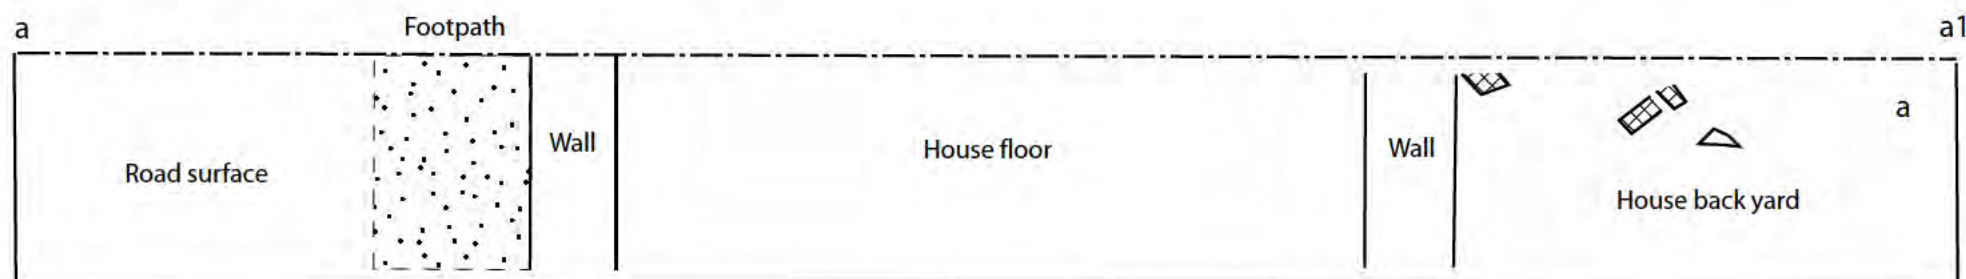 a
Footpath
a1
Road surface
Wall
House floor
Wall
a
House back yard